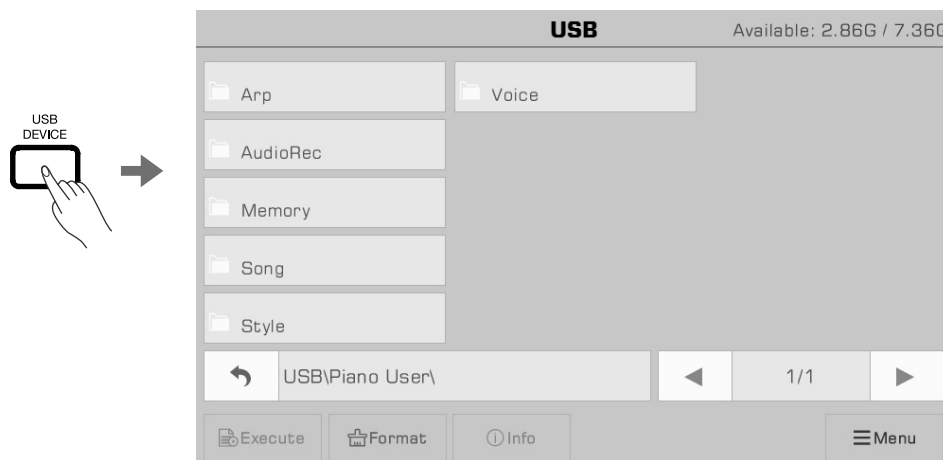 USB
DEVICE
USB
Available: 2.86G / 7.36G
Arp
Voice
AudioRec
Memory
Song
Style
USB\Piano User\
1/1
Execute
Format
Info
Menu